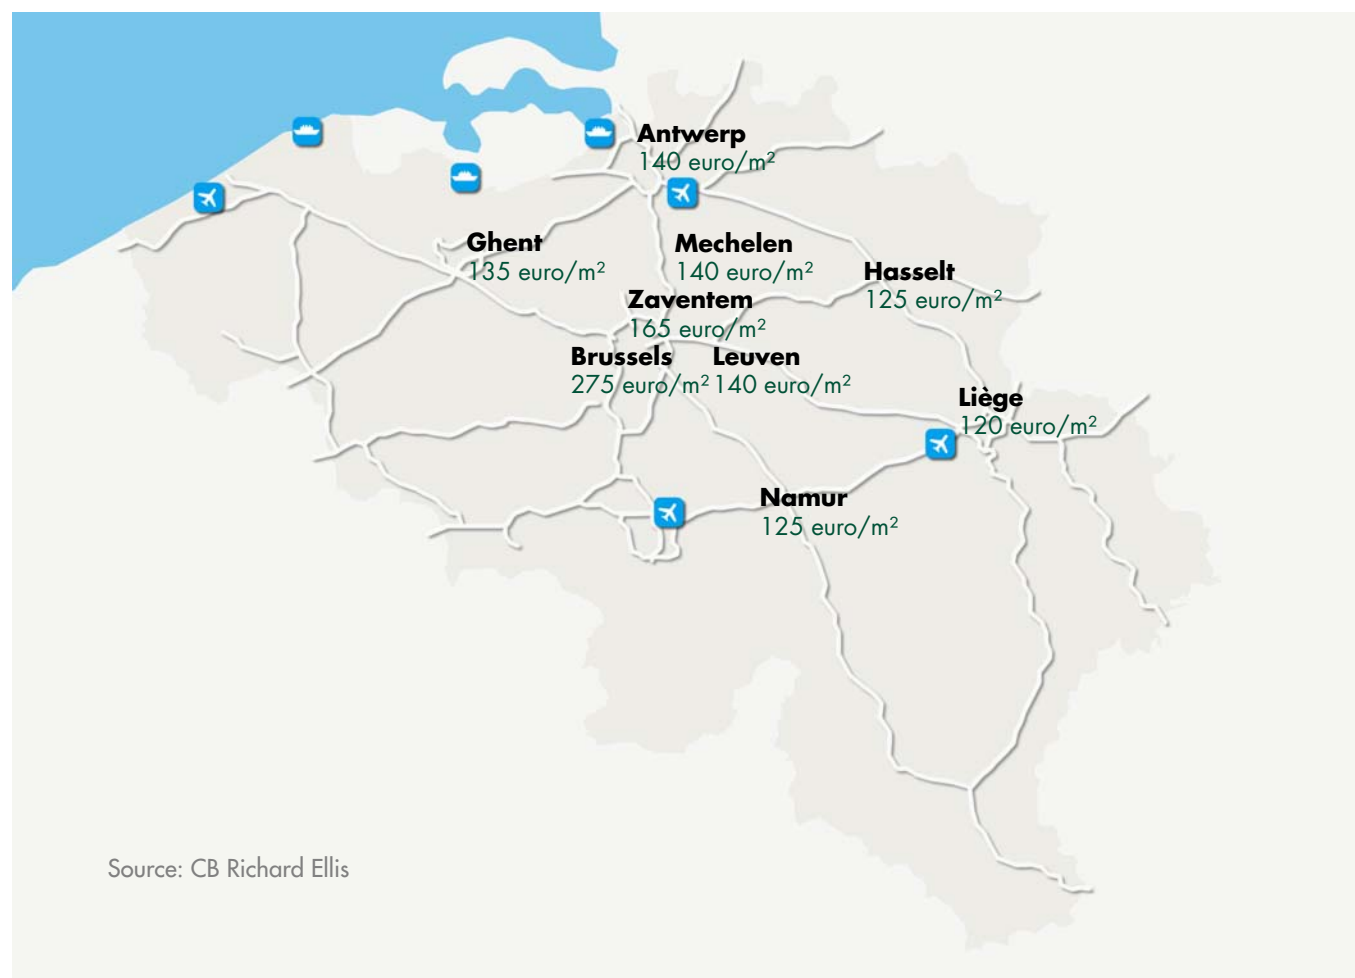 Antwerp
140 euro/m²
Ghent
135 euro/m²
Mechelen
140 euro/m²
Hasselt
125 euro/m²
Zaventem
165 euro/m²
Brussels
275 euro/m²
Leuven
140 euro/m²
Liège
120 euro/m²
Namur
125 euro/m²
Source: CB Richard Ellis